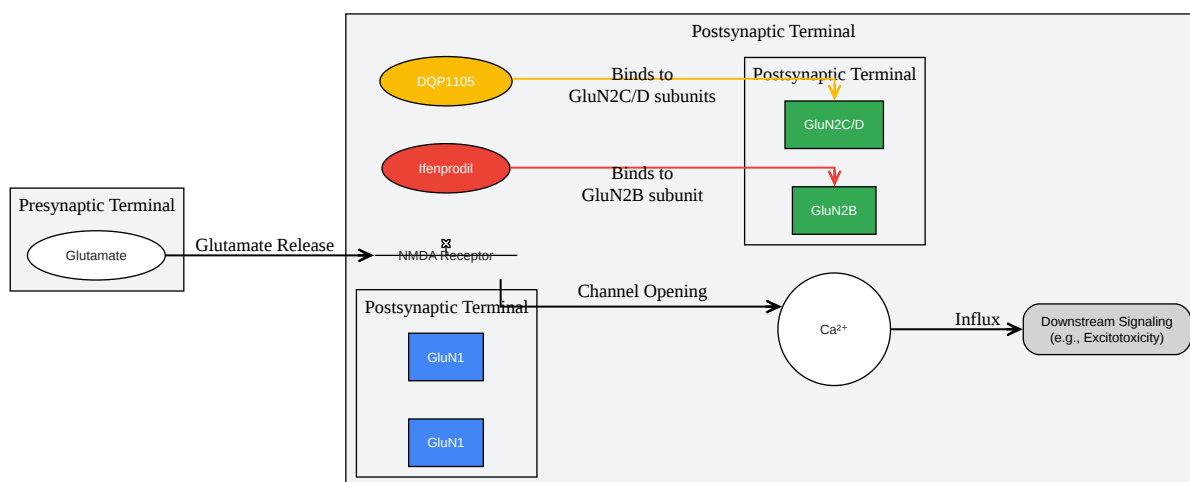 Postsynaptic Terminal
DQP1105
Binds to
GluN2C/D subunits
Postsynaptic Terminal
GluN2C/D
Ifenprodil
Binds to
GluN2B subunit
GluN2B
Presynaptic Terminal
Glutamate
Glutamate Release
NMDA Receptor
Postsynaptic Terminal
Channel Opening
Ca²⁺
Influx
Downstream Signaling
(e.g., Excitotoxicity)
GluN1
GluN1